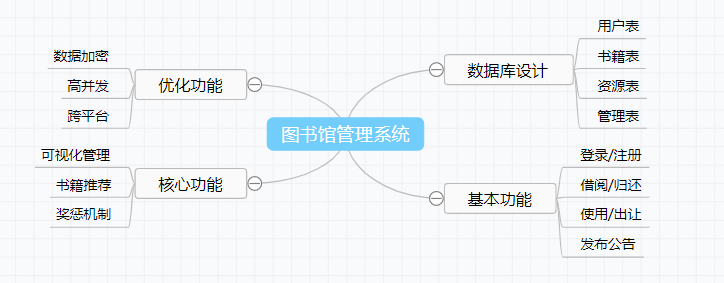 图书馆管理系统
优化功能
数据加密
高并发
跨平台
核心功能
可视化管理
书籍推荐
奖惩机制
数据库设计
用户表
书籍表
资源表
管理表
基本功能
登录/注册
借阅/归还
使用/出让
发布公告